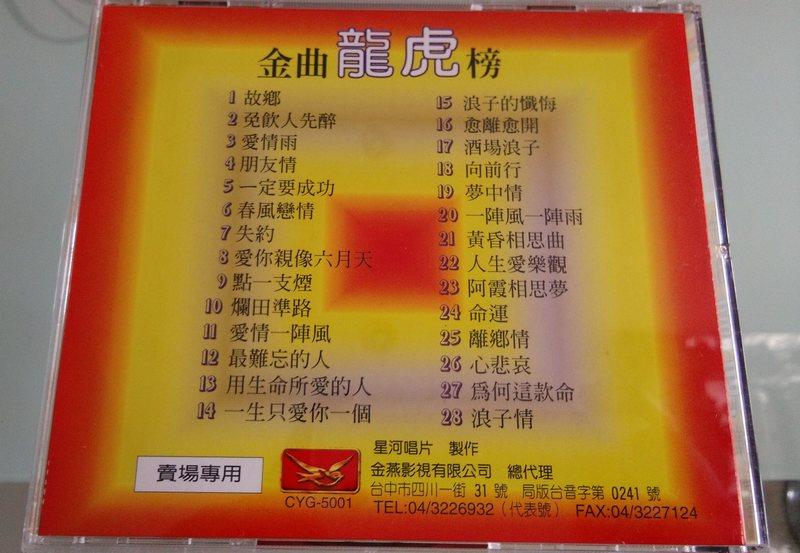 金曲龍虎榜
1 故鄉
2 免飲人先醉
3 愛情雨
4 朋友情
5 一定要成功
6 春風戀情
7 失約
8 愛你親像六月天
9 點一支煙
10 爛田準路
11 愛情一陣風
12 最難忘的人
13 用生命所愛的人
14 一生只愛你一個
15 浪子的懺悔
16 愈離愈開
17 酒場浪子
18 向前行
19 夢中情
20 一陣風一陣雨
21 黃昏相思曲
22 人生愛樂觀
23 阿霞相思夢
24 命運
25 離鄉情
26 心悲哀
27 為何這款命
28 浪子情
賣場專用
CYG-5001
星河唱片 製作
金燕影視有限公司 總代理
台中市四川一街 31 號 局版台音字第 0241 號
TEL:04/3226932（代表號） FAX:04/3227124